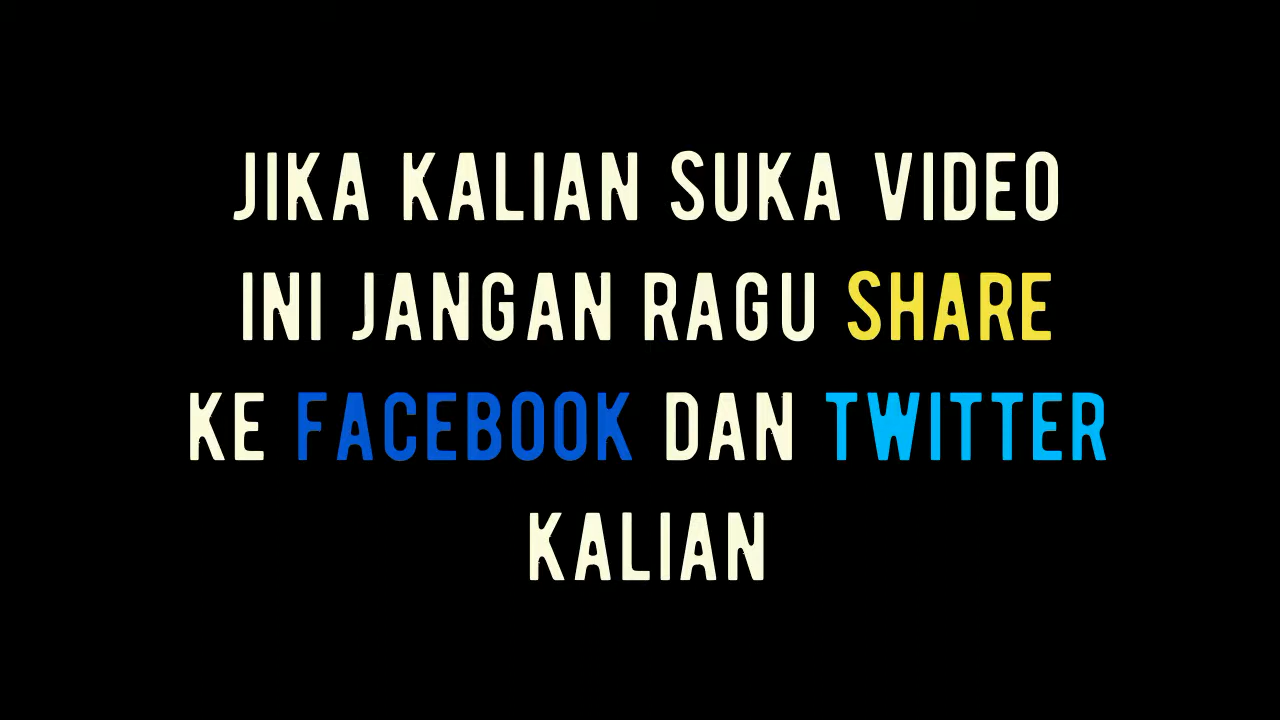 JIKA KALIAN SUKA VIDEO
INI JANGAN RAGU SHARE
KE FACEBOOK DAN TWITTER
KALIAN